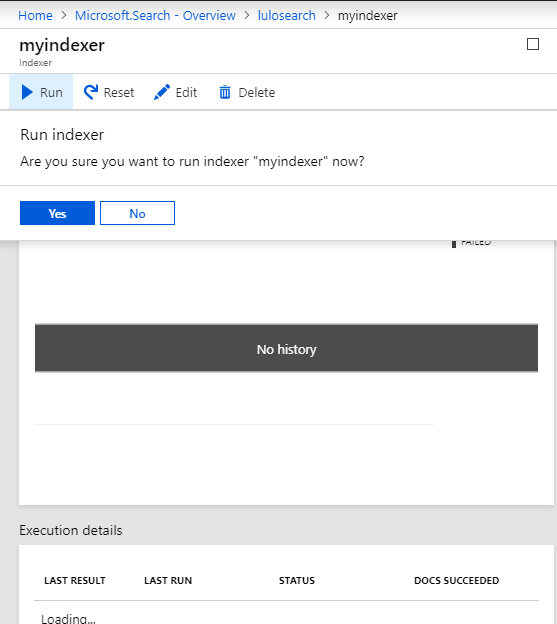 Home > Microsoft.Search - Overview > lulosearch > myindexer
myindexer
Indexer
Run Reset Edit Delete
Run indexer
Are you sure you want to run indexer "myindexer" now?
Yes No
FAILED
No history
Execution details
LAST RESULT LAST RUN STATUS DOCS SUCCEEDED
Loading...